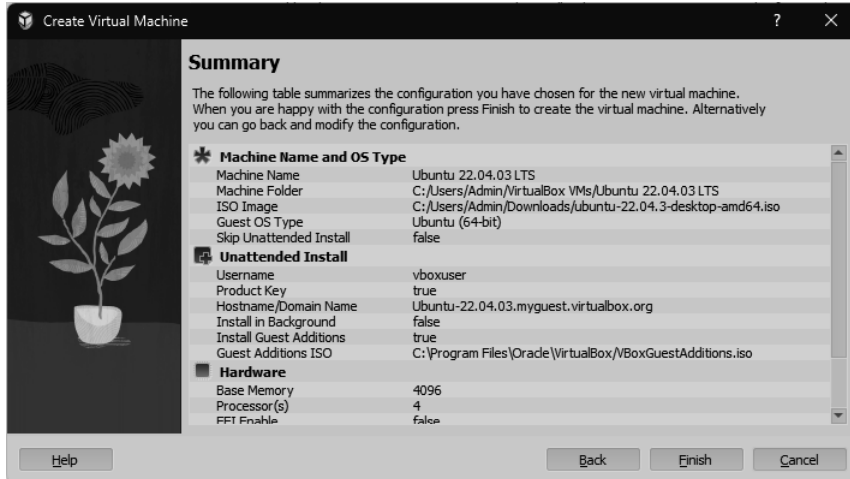 Create Virtual Machine
Summary
The following table summarizes the configuration you have chosen for the new virtual machine.
When you are happy with the configuration press Finish to create the virtual machine. Alternatively
you can go back and modify the configuration.
Machine Name and OS Type
Machine Name Ubuntu 22.04.03 LTS
Machine Folder C:/Users/Admin/VirtualBox VMs/Ubuntu 22.04.03 LTS
ISO Image C:/Users/Admin/Downloads/ubuntu-22.04.3-desktop-amd64.iso
Guest OS Type Ubuntu (64-bit)
Skip Unattended Install false
Unattended Install
Username vboxuser
Product Key true
Hostname/Domain Name Ubuntu-22.04.03.myguest.virtualbox.org
Install in Background false
Install Guest Additions true
Guest Additions ISO C:\Program Files\Oracle\VirtualBox/VBoxGuestAdditions.iso
Hardware
Base Memory 4096
Processor(s) 4
EFI Enable false
Help Back Finish Cancel